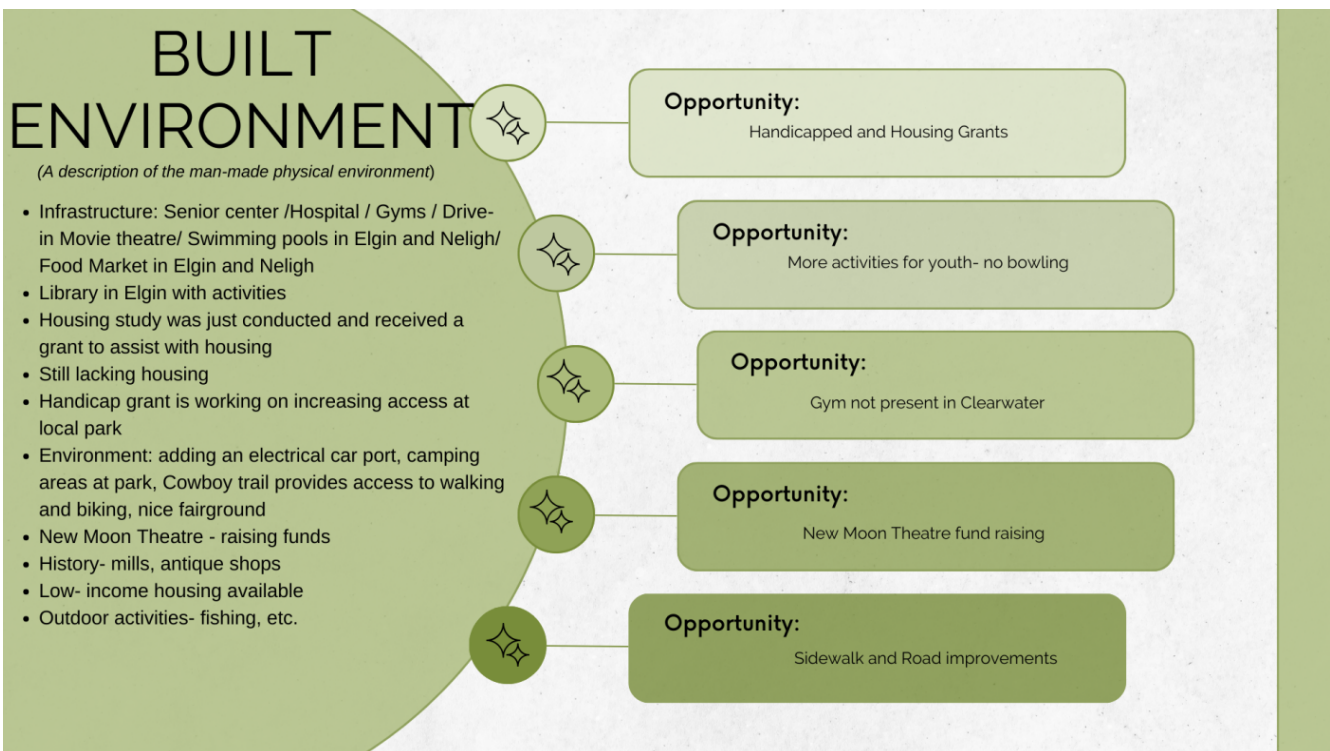 BUILT
ENVIRONMENT
(A description of the man-made physical environment)
• Infrastructure: Senior center /Hospital / Gyms / Drive-
in Movie theatre/ Swimming pools in Elgin and Neligh/
Food Market in Elgin and Neligh
• Library in Elgin with activities
• Housing study was just conducted and received a
grant to assist with housing
• Still lacking housing
• Handicap grant is working on increasing access at
local park
• Environment: adding an electrical car port, camping
areas at park, Cowboy trail provides access to walking
and biking, nice fairground
• New Moon Theatre - raising funds
• History- mills, antique shops
• Low- income housing available
• Outdoor activities- fishing, etc.
Opportunity:
Handicapped and Housing Grants
Opportunity:
More activities for youth- no bowling
Opportunity:
Gym not present in Clearwater
Opportunity:
New Moon Theatre fund raising
Opportunity:
Sidewalk and Road improvements